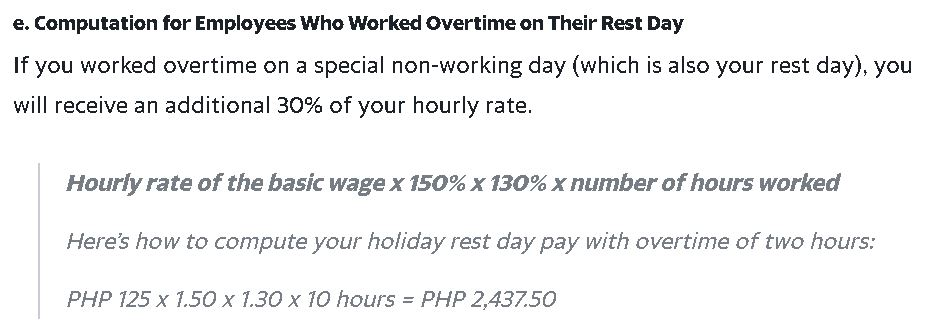 e. Computation for Employees Who Worked Overtime on Their Rest Day
If you worked overtime on a special non-working day (which is also your rest day), you
will receive an additional 30% of your hourly rate.
Hourly rate of the basic wage x 150% x 130% x number of hours worked
Here’s how to compute your holiday rest day pay with overtime of two hours:
PHP 125 x 1.50 x 1.30 x 10 hours = PHP 2,437.50